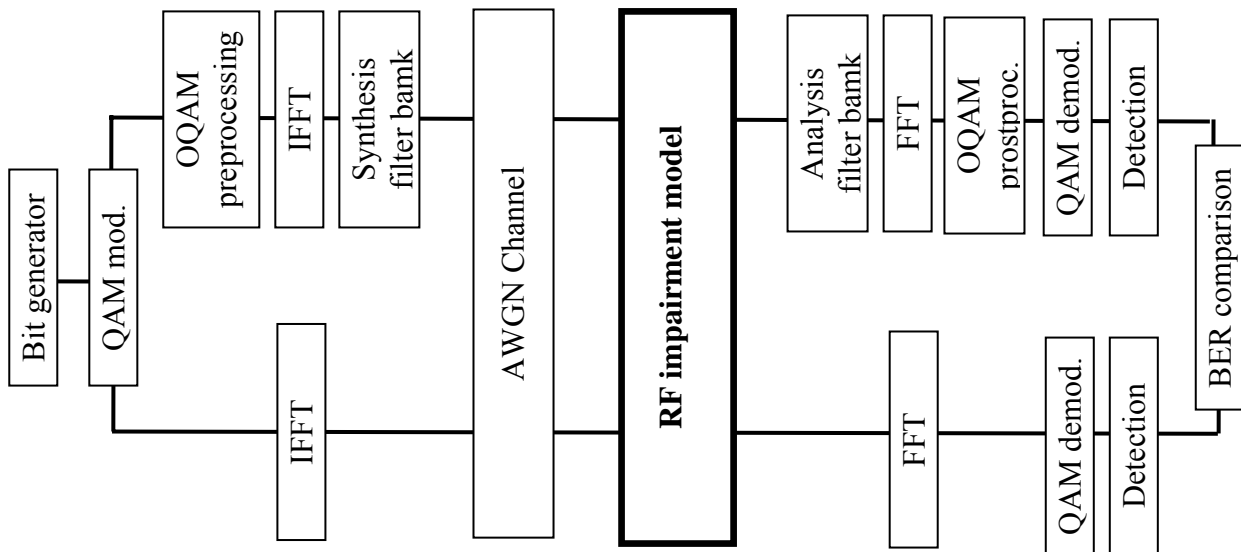 Bit generator
QAM mod.
OQAM
preprocessing
IFFT
Synthesis
filter bamk
IFFT
AWGN Channel
RF impairment model
Analysis
filter bamk
FFT
OQAM
prostproc.
QAM demod.
Detection
FFT
QAM demod.
Detection
BER comparison